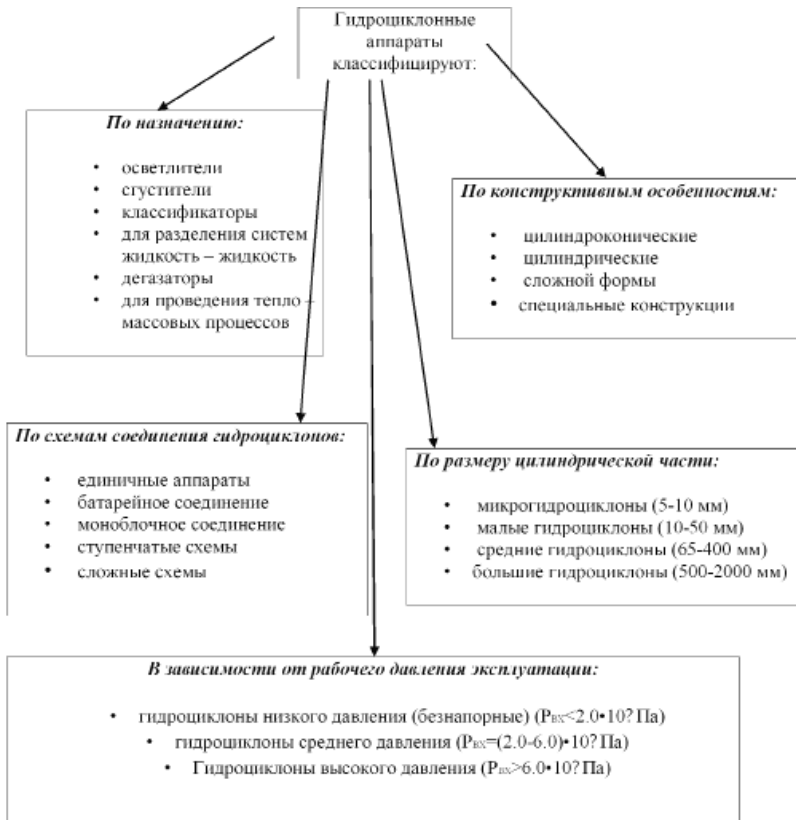 Гидроциклонные
аппараты
классифицируют:
По назначению:
• осветлители
• сгустители
• классификаторы
• для разделения систем
жидкость – жидкость
• дегазаторы
• для проведения тепло –
массовых процессов
По конструктивным особенностям:
• цилиндроконические
• цилиндрические
• сложной формы
• специальные конструкции
По схемам соединения гидроциклонов:
• единичные аппараты
• батарейное соединение
• моноблочное соединение
• ступенчатые схемы
• сложные схемы
По размеру цилиндрической части:
• микрогидроциклоны (5-10 мм)
• малые гидроциклоны (10-50 мм)
• средние гидроциклоны (65-400 мм)
• большие гидроциклоны (500-2000 мм)
В зависимости от рабочего давления эксплуатации:
• гидроциклоны низкого давления (безнапорные) (Pвх<2.0•10? Па)
• гидроциклоны среднего давления (Pвх=(2.0-6.0)•10? Па)
• Гидроциклоны высокого давления (Pвх>6.0•10? Па)